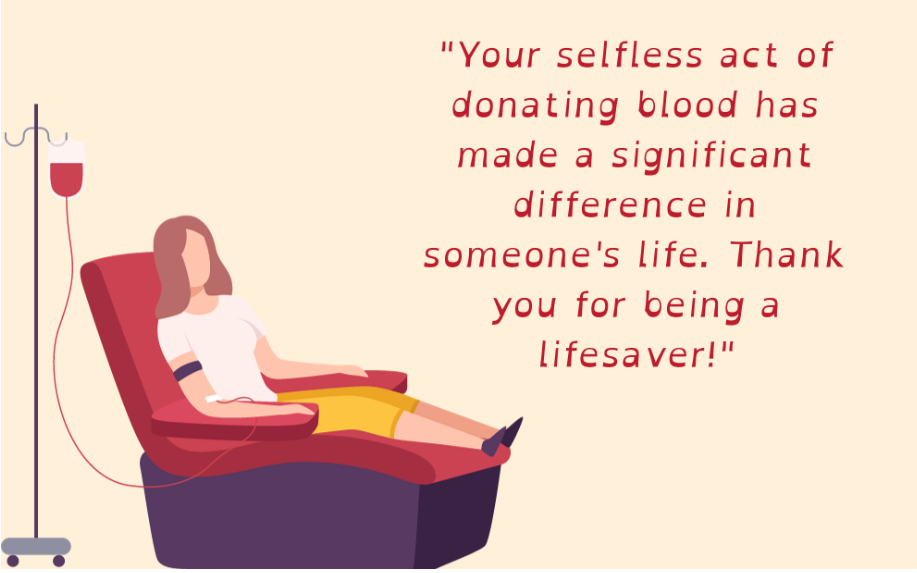 "Your selfless act of
donating blood has
made a significant
difference in
someone's life. Thank
you for being a
lifesaver!"